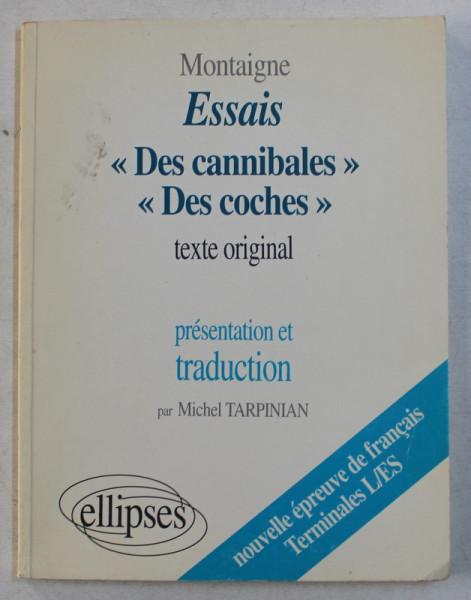 Montaigne
Essais
« Des cannibales »
« Des coches »
texte original
présentation et
traduction
par Michel TARPINIAN
nouvelle épreuve de français
Terminales L/ES
ellipses